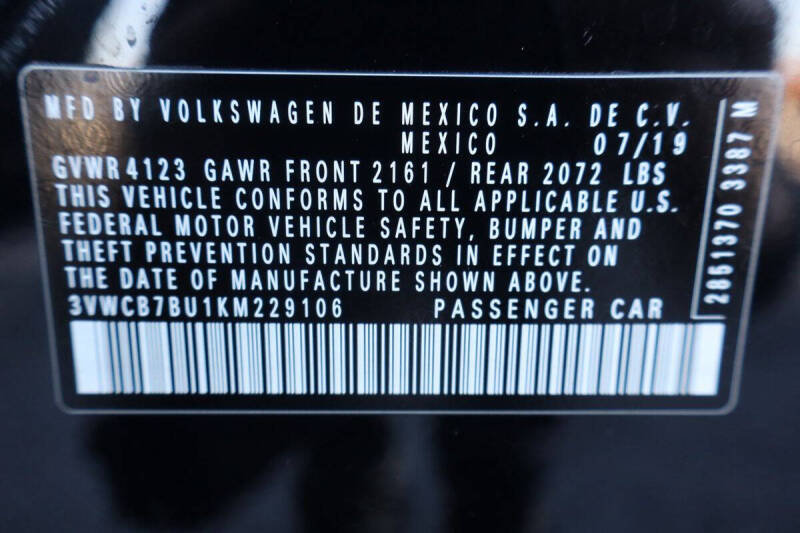 MFD BY VOLKSWAGEN DE MEXICO S.A. DE C.V.
MEXICO 07/19
GVWR 4123 GAWR FRONT 2161 / REAR 2072 LBS
THIS VEHICLE CONFORMS TO ALL APPLICABLE U.S.
FEDERAL MOTOR VEHICLE SAFETY, BUMPER AND
THEFT PREVENTION STANDARDS IN EFFECT ON
THE DATE OF MANUFACTURE SHOWN ABOVE.
3VWCB7BU1KM229106 PASSENGER CAR
2851370 3387 M